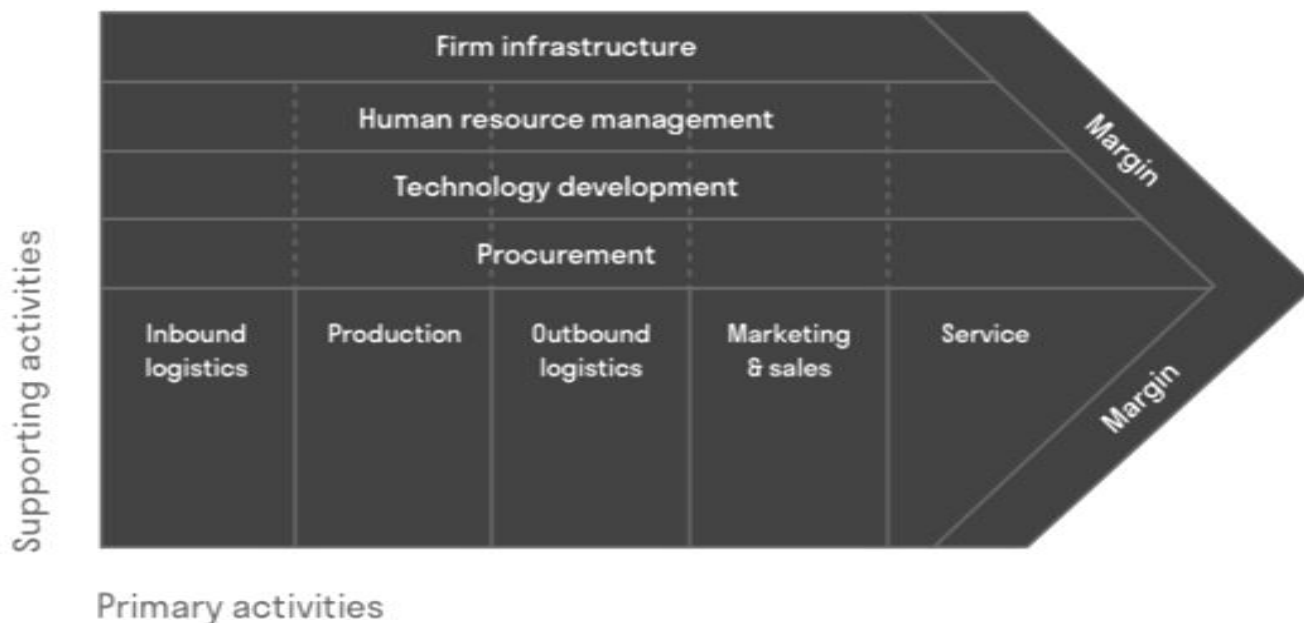 Firm infrastructure
Human resource management
Technology development
Procurement
Margin
Supporting activities
Inbound
logistics
Production
Outbound
logistics
Marketing
& sales
Service
Margin
Primary activities